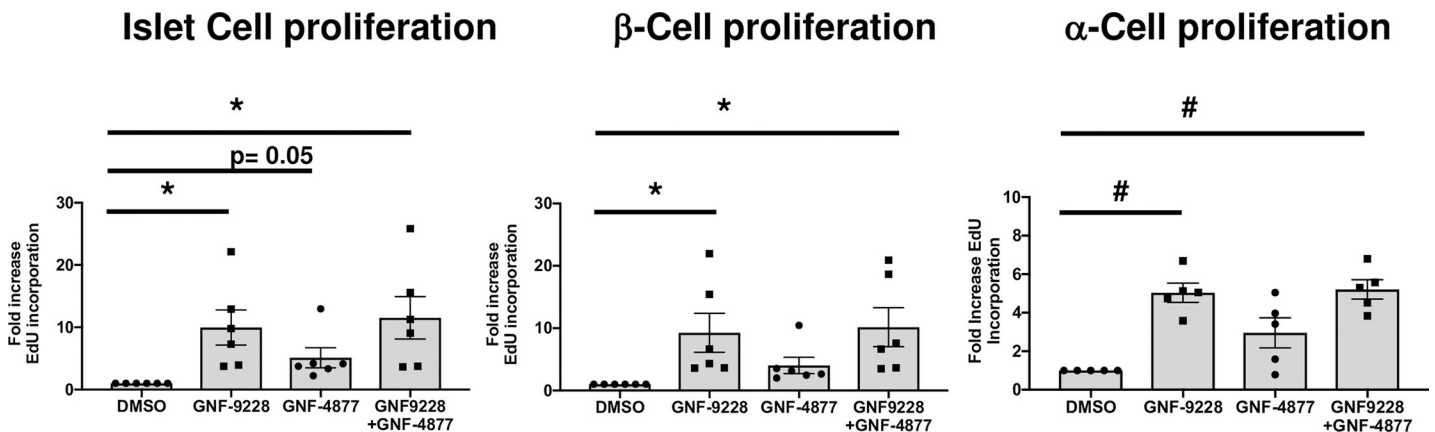 Islet Cell proliferation
*
p= 0.05
*
30
20
10
0
Fold increase
EdU incorporation
DMSO
GNF-9228
GNF-4877
GNF9228
+GNF-4877
β-Cell proliferation
*
*
30
20
10
0
Fold increase
EdU incorporation
DMSO
GNF-9228
GNF-4877
GNF9228
+GNF-4877
α-Cell proliferation
#
#
10
8
6
4
2
0
Fold Increase EdU
Incorporation
DMSO
GNF-9228
GNF-4877
GNF9228
+GNF-4877